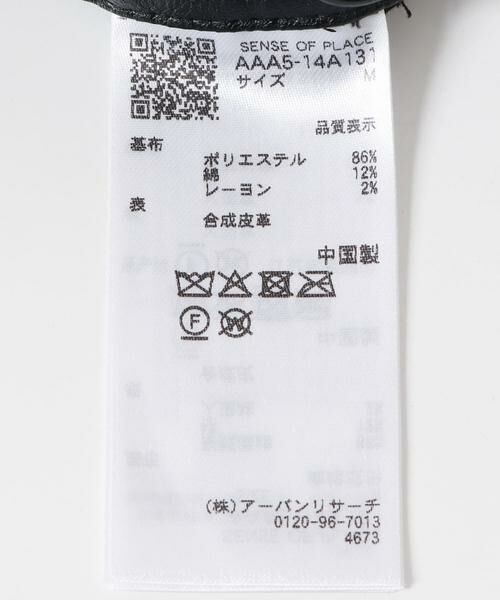 SENSE OF PLACE
AAA5-14A131
サイズ M
品質表示
基布
ポリエステル 86%
綿 12%
レーヨン 2%
表
合成皮革
中国製
F W
(株)アーバンリサーチ
0120-96-7013
4673